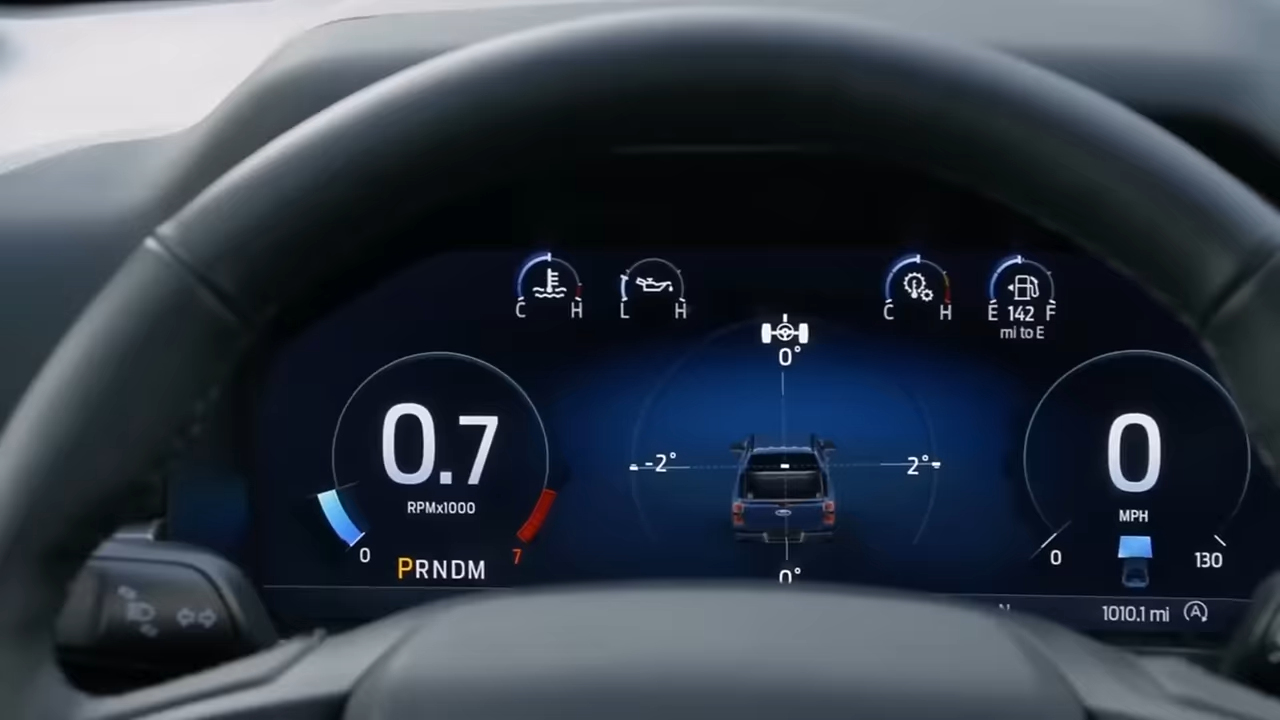 C H
L H
C H
E 142 F
mi to E
0°
-2° 2°
0°
0.7
RPMx1000
0 7
PRNDM
0
MPH
0 130
N
1010.1 mi A